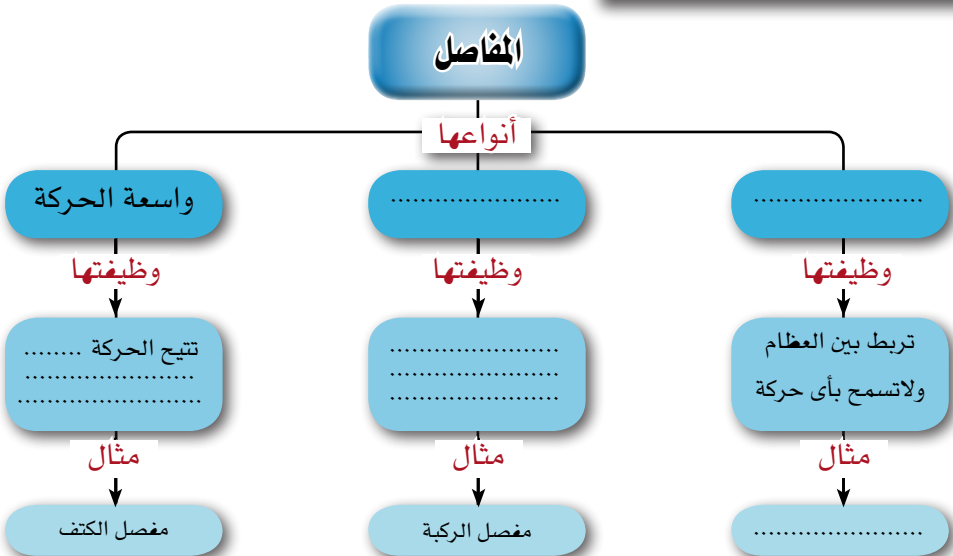 المفاصل
أنواعها
......................
......................
واسعة الحركة
وظيفتها
وظيفتها
وظيفتها
تربط بين العظام
ولاتسمح بأى حركة
......................
......................
......................
تتيح الحركة ........
......................
........................
مثال
مثال
مثال
......................
مفصل الركبة
مفصل الكتف